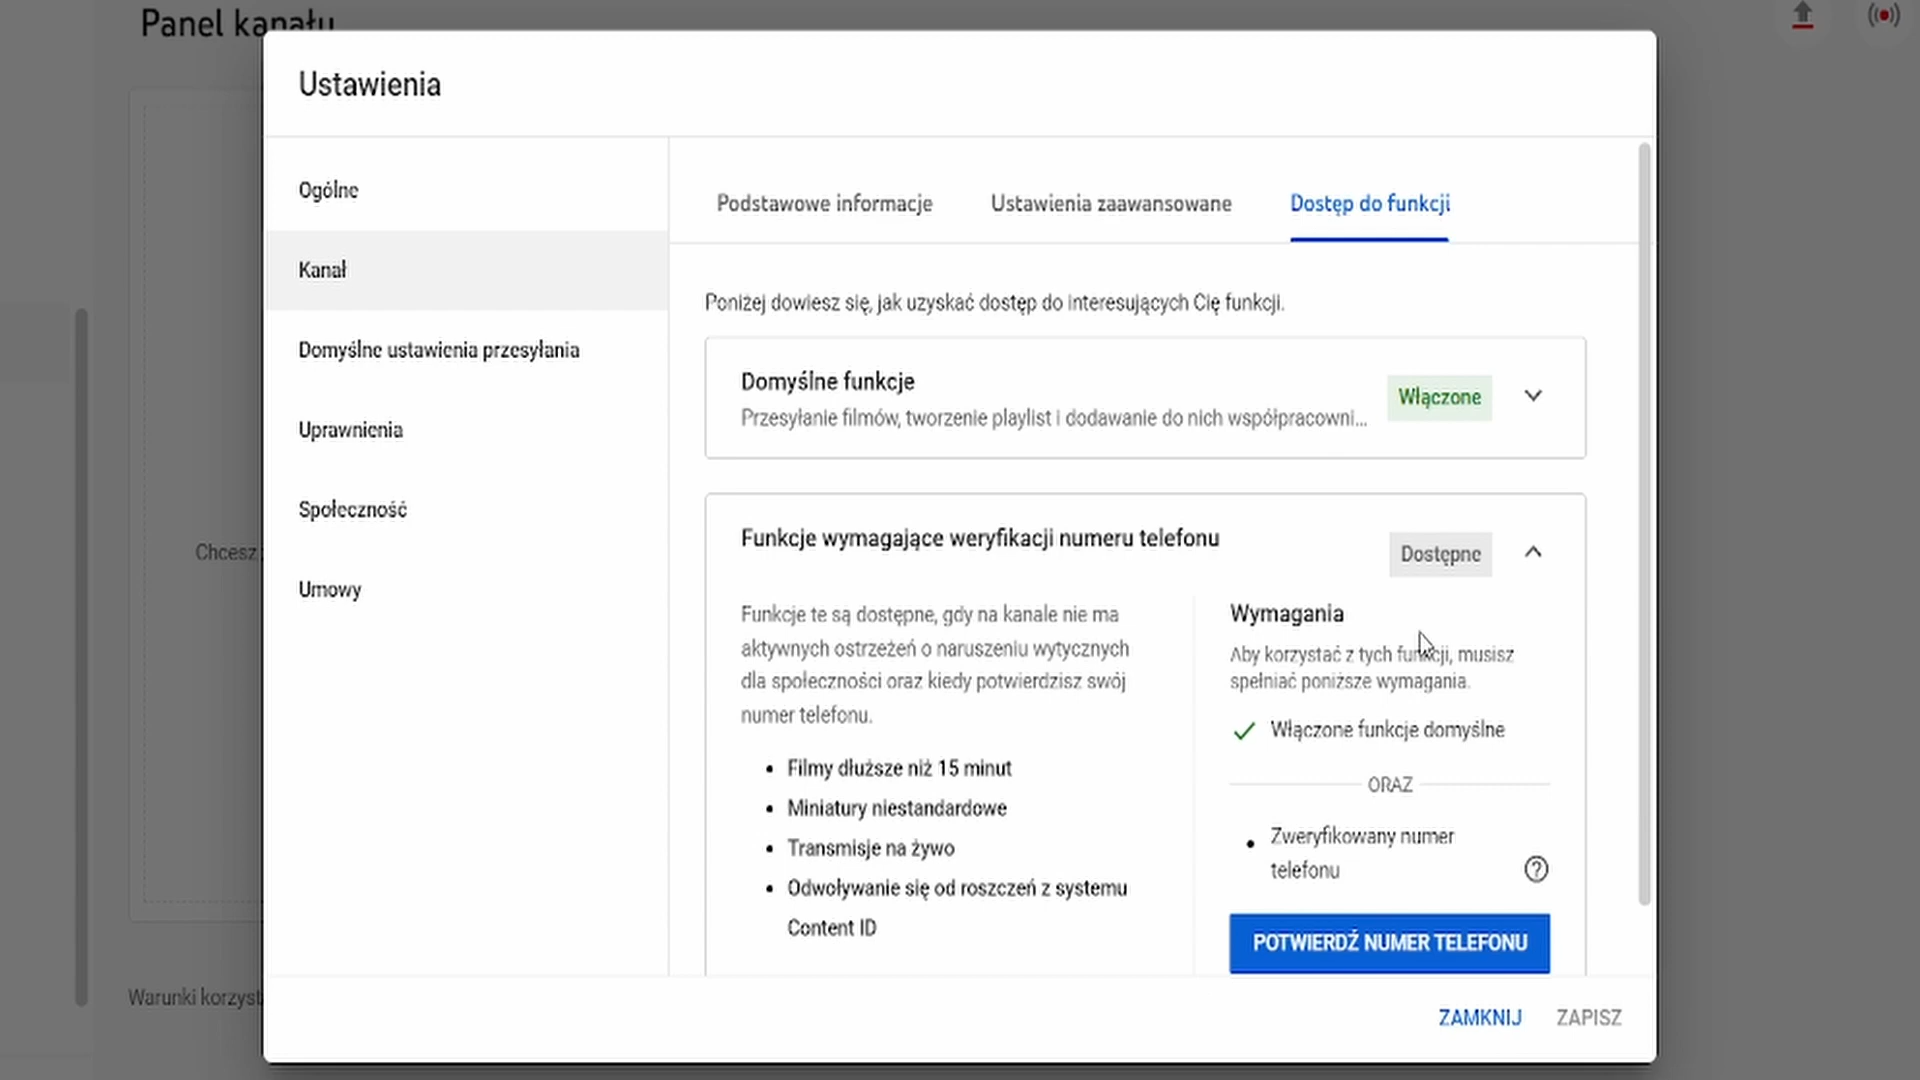 Panel kanału
Ustawienia
Ogólne
Kanał
Domyślne ustawienia przesyłania
Uprawnienia
Społeczność
Umowy
Podstawowe informacje
Ustawienia zaawansowane
Dostęp do funkcji
Poniżej dowiesz się, jak uzyskać dostęp do interesujących Cię funkcji.
Domyślne funkcje
Przesyłanie filmów, tworzenie playlist i dodawanie do nich współpracowni...
Włączone
Funkcje wymagające weryfikacji numeru telefonu
Dostępne
Funkcje te są dostępne, gdy na kanale nie ma
aktywnych ostrzeżeń o naruszeniu wytycznych
dla społeczności oraz kiedy potwierdzisz swój
numer telefonu.
• Filmy dłuższe niż 15 minut
• Miniatury niestandardowe
• Transmisje na żywo
• Odwoływanie się od roszczeń z systemu
Content ID
Wymagania
Aby korzystać z tych funkcji, musisz
spełniać poniższe wymagania.
Włączone funkcje domyślne
ORAZ
• Zweryfikowany numer
telefonu
POTWIERDŹ NUMER TELEFONU
ZAMKNIJ
ZAPISZ
Chcesz
Warunki korzyst